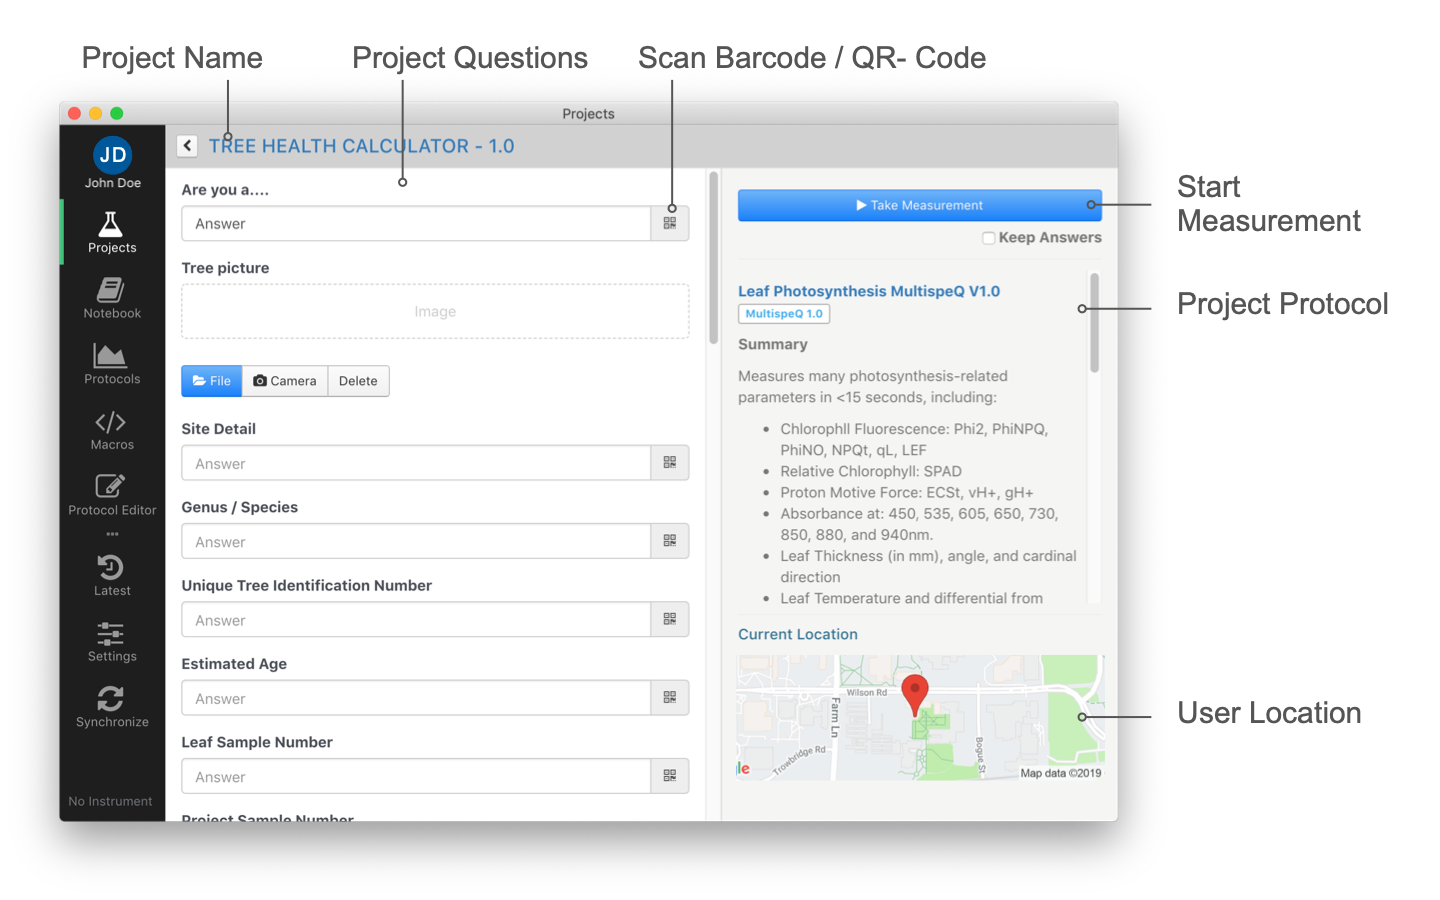 Project Name
Project Questions
Scan Barcode / QR- Code
Projects
JD
John Doe
Projects
Notebook
Protocols
Macros
Protocol Editor
Latest
Settings
Synchronize
No Instrument
TREE HEALTH CALCULATOR - 1.0
Are you a....
Answer
Tree picture
Image
File
Camera
Delete
Site Detail
Answer
Genus / Species
Answer
Unique Tree Identification Number
Answer
Estimated Age
Answer
Leaf Sample Number
Answer
Project Sample Number
Take Measurement
Keep Answers
Leaf Photosynthesis MultispeQ V1.0
MultispeQ 1.0
Summary
Measures many photosynthesis-related
parameters in <15 seconds, including:
• Chlorophll Fluorescence: Phi2, PhiNPQ,
PhiNO, NPQt, qL, LEF
• Relative Chlorophyll: SPAD
• Proton Motive Force: ECSt, vH+, gH+
• Absorbance at: 450, 535, 605, 650, 730,
850, 880, and 940nm.
• Leaf Thickness (in mm), angle, and cardinal
direction
• Leaf Temperature and differential from
Current Location
Wilson Rd
Farm Ln
Trowbridge Rd
Bogue St
le
Map data ©2019
Start
Measurement
Project Protocol
User Location